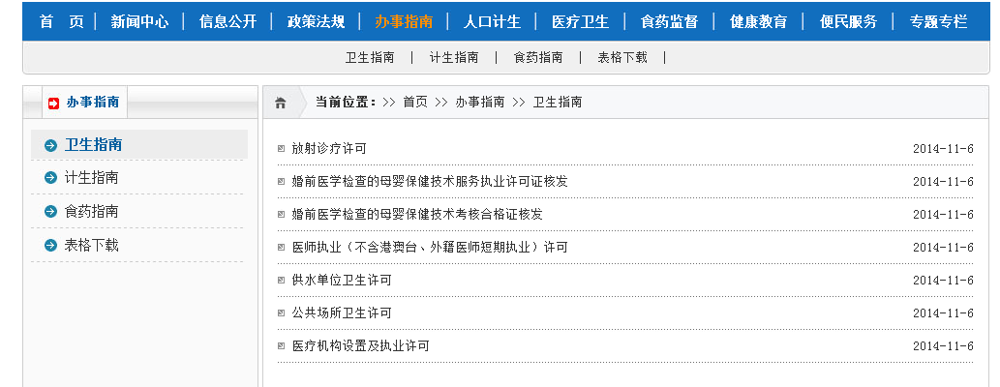 首 页 | 新闻中心 | 信息公开 | 政策法规 | 办事指南 | 人口计生 | 医疗卫生 | 食药监督 | 健康教育 | 便民服务 | 专题专栏
卫生指南 | 计生指南 | 食药指南 | 表格下载 |
办事指南
卫生指南
计生指南
食药指南
表格下载
当前位置：>> 首页 >> 办事指南 >> 卫生指南
放射诊疗许可 2014-11-6
婚前医学检查的母婴保健技术服务执业许可证核发 2014-11-6
婚前医学检查的母婴保健技术考核合格证核发 2014-11-6
医师执业（不含港澳台、外籍医师短期执业）许可 2014-11-6
供水单位卫生许可 2014-11-6
公共场所卫生许可 2014-11-6
医疗机构设置及执业许可 2014-11-6